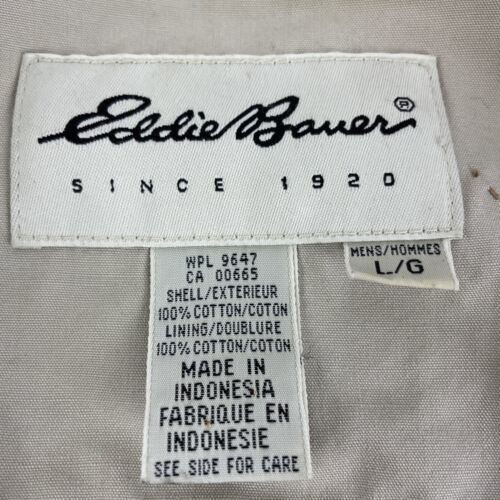 Eddie Bauer ®
SINCE 1920
MENS/HOMMES
L/G
WPL 9647
CA 00665
SHELL/EXTERIEUR
100% COTTON/COTON
LINING/DOUBLURE
100% COTTON/COTON
MADE IN
INDONESIA
FABRIQUE EN
INDONESIE
SEE SIDE FOR CARE